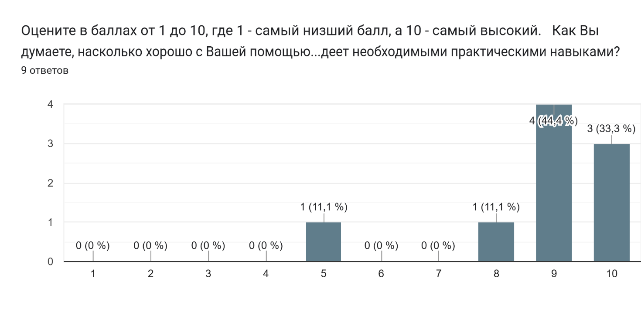 Оцените в баллах от 1 до 10, где 1 - самый низший балл, а 10 - самый высокий. Как Вы
думаете, насколько хорошо с Вашей помощью...деет необходимыми практическими навыками?
9 ответов
4
3
2
1
0
0 (0 %) 0 (0 %) 0 (0 %) 0 (0 %) 1 (11,1 %) 0 (0 %) 0 (0 %) 1 (11,1 %) 4 (44,4 %) 3 (33,3 %)
1 2 3 4 5 6 7 8 9 10